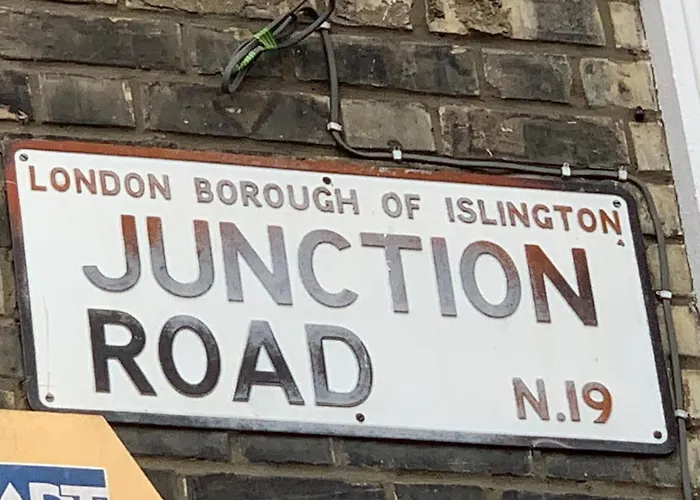 LONDON BOROUGH OF ISLINGTON
JUNCTION
ROAD
N.19